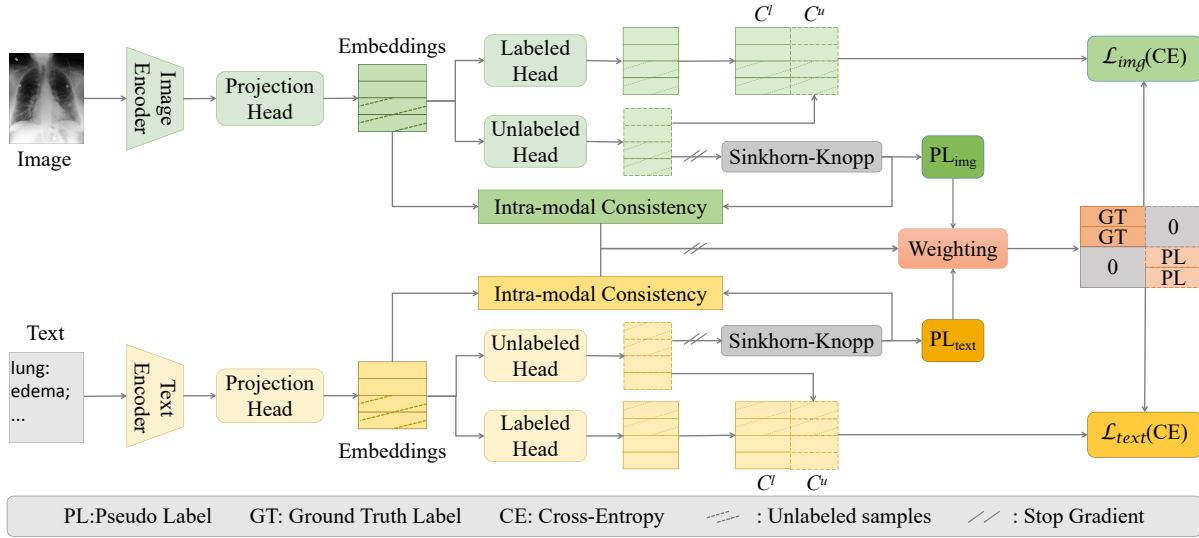 C^l C^u
Embeddings
Labeled
Head
Image
Encoder
Projection
Head
ℒ_img(CE)
Unlabeled
Head
Image
Sinkhorn-Knopp
PL_img
Intra-modal Consistency
GT 0
GT
Weighting
0 PL
PL
Intra-modal Consistency
Text
Unlabeled
Head
Sinkhorn-Knopp
PL_text
lung:
edema;
...
Text
Encoder
Projection
Head
Labeled
Head
ℒ_text(CE)
Embeddings
C^l C^u
PL:Pseudo Label GT: Ground Truth Label CE: Cross-Entropy : Unlabeled samples : Stop Gradient